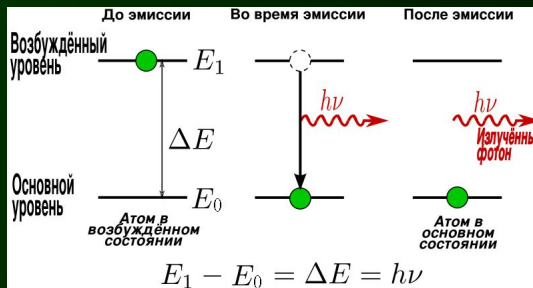 До эмиссии Во время эмиссии После эмиссии
Возбуждённый
уровень
E₁
hν
hν
ΔE
Излучённы
фотон
Основной
уровень
E₀
Атом в
возбуждённом
состоянии
Атом в
основном
состоянии
E₁ − E₀ = ΔE = hν